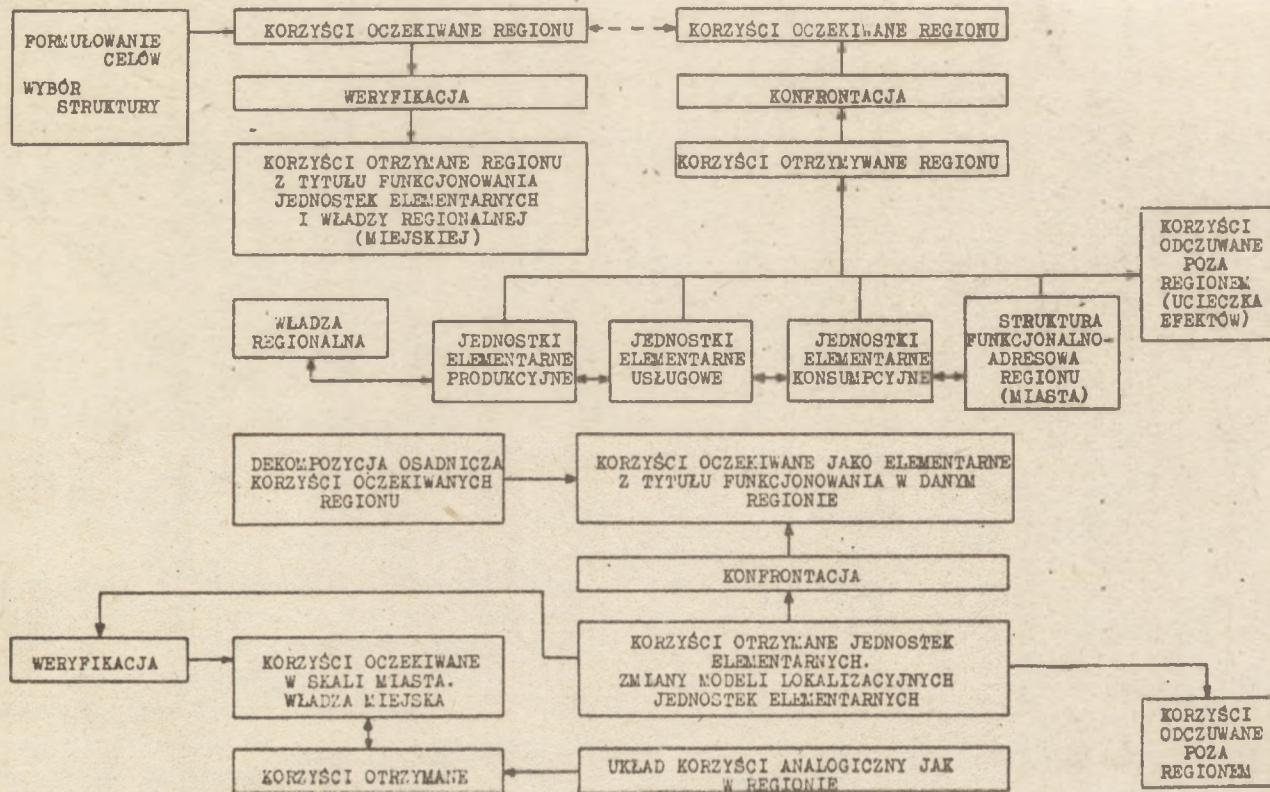 FORMUŁOWANIE
CELÓW
WYBÓR
STRUKTURY
KORZYŚCI OCZEKIWANE REGIONU
KORZYŚCI OCZEKIWANE REGIONU
WERYFIKACJA
KONFRONTACJA
KORZYŚCI OTRZYMANE REGIONU
Z TYTUŁU FUNKCJONOWANIA
JEDNOSTEK ELEMENTARNYCH
I WŁADZY REGIONALNEJ
(MIEJSKIEJ)
KORZYŚCI OTRZYMYWANE REGIONU
KORZYŚCI
ODCZUWANE
POZA
REGIONEM
(UCIECZKA
EFEKTÓW)
WŁADZA
REGIONALNA
JEDNOSTKI
ELEMENTARNE
PRODUKCYJNE
JEDNOSTKI
ELEMENTARNE
USŁUGOWE
JEDNOSTKI
ELEMENTARNE
KONSUMPCYJNE
STRUKTURA
FUNKCJONALNO-
ADRESOWA
REGIONU
(MIASTA)
DEKOMPOZYCJA OSADNICZA
KORZYŚCI OCZEKIWANYCH
REGIONU
KORZYŚCI OCZEKIWANE JAKO ELEMENTARNE
Z TYTUŁU FUNKCJONOWANIA W DANYM
REGIONIE
KONFRONTACJA
WERYFIKACJA
KORZYŚCI OCZEKIWANE
W SKALI MIASTA.
WŁADZA MIEJSKA
KORZYŚCI OTRZYMANE JEDNOSTEK
ELEMENTARNYCH.
ZMIANY MODELI LOKALIZACYJNYCH
JEDNOSTEK ELEMENTARNYCH
KORZYŚCI
ODCZUWANE
POZA
REGIONEM
KORZYŚCI OTRZYMANE
UKŁAD KORZYŚCI ANALOGICZNY JAK
W REGIONIE